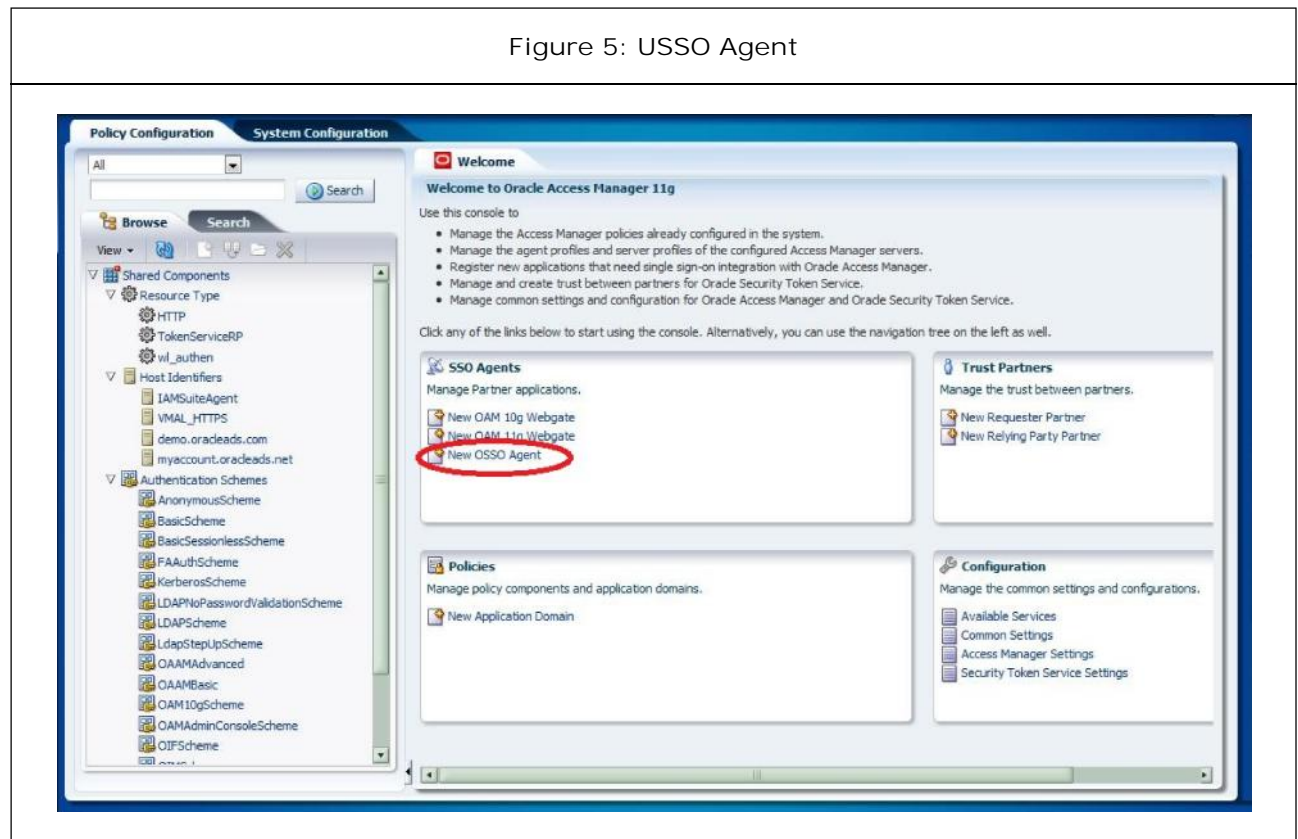 Figure 5: USSO Agent
Policy Configuration System Configuration
All
Search
Browse Search
View
Shared Components
Resource Type
HTTP
TokenServiceRP
wl_authen
Host Identifiers
IAMSuiteAgent
VMAL_HTTPS
demo.oracleads.com
myaccount.oracleads.net
Authentication Schemes
AnonymousScheme
BasicScheme
BasicSessionlessScheme
FAAuthScheme
KerberosScheme
LDAPNoPasswordValidationScheme
LDAPScheme
LdapStepUpScheme
OAAMAdvanced
OAAMBasic
OAM10gScheme
OAMAdminConsoleScheme
OIFScheme
Welcome
Welcome to Oracle Access Manager 11g
Use this console to
• Manage the Access Manager policies already configured in the system.
• Manage the agent profiles and server profiles of the configured Access Manager servers.
• Register new applications that need single sign-on integration with Oracle Access Manager.
• Manage and create trust between partners for Oracle Security Token Service.
• Manage common settings and configuration for Oracle Access Manager and Oracle Security Token Service.
Click any of the links below to start using the console. Alternatively, you can use the navigation tree on the left as well.
SSO Agents
Manage Partner applications.
New OAM 10g Webgate
New OAM 11g Webgate
New OSSO Agent
Trust Partners
Manage the trust between partners.
New Requester Partner
New Relying Party Partner
Policies
Manage policy components and application domains.
New Application Domain
Configuration
Manage the common settings and configurations.
Available Services
Common Settings
Access Manager Settings
Security Token Service Settings